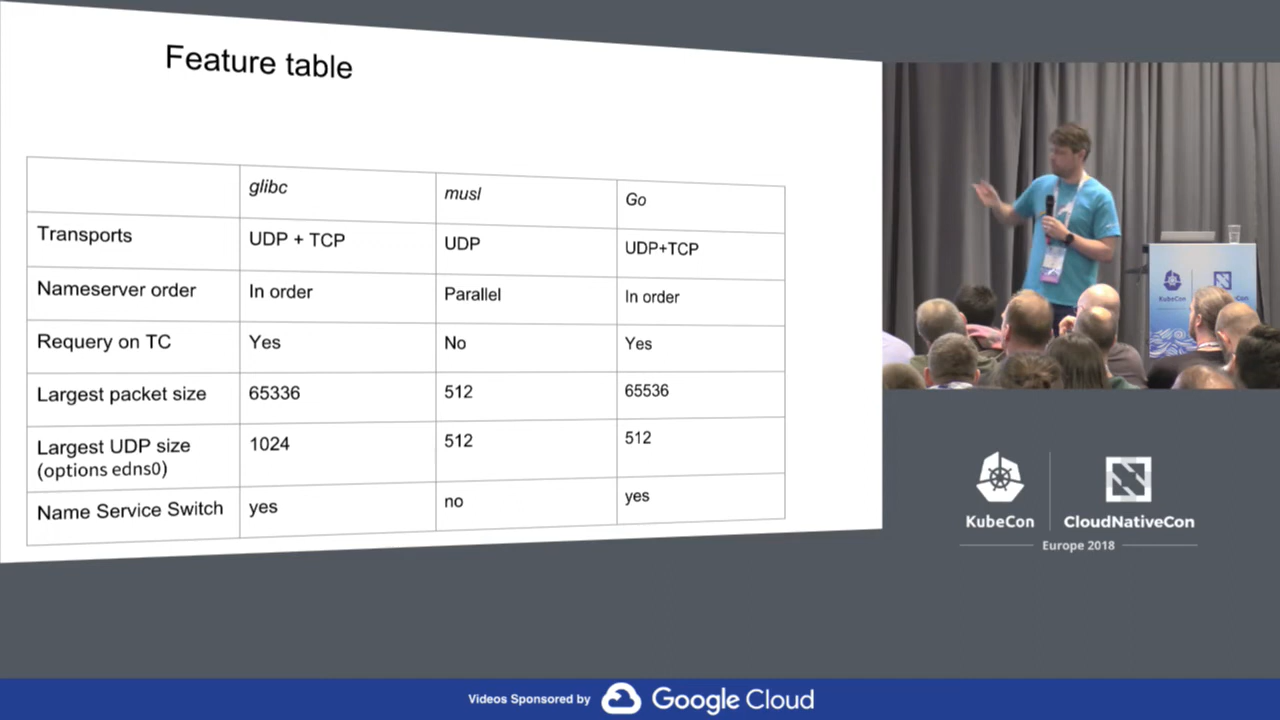 Feature table
glibc
musl
Go
Transports
UDP + TCP
UDP
UDP+TCP
Nameserver order
In order
Parallel
In order
Requery on TC
Yes
No
Yes
Largest packet size
65336
512
65536
Largest UDP size
(options edns0)
1024
512
512
Name Service Switch
yes
no
yes
KubeCon
KubeCon
CloudNativeCon
Europe 2018
Videos Sponsored by
Google Cloud